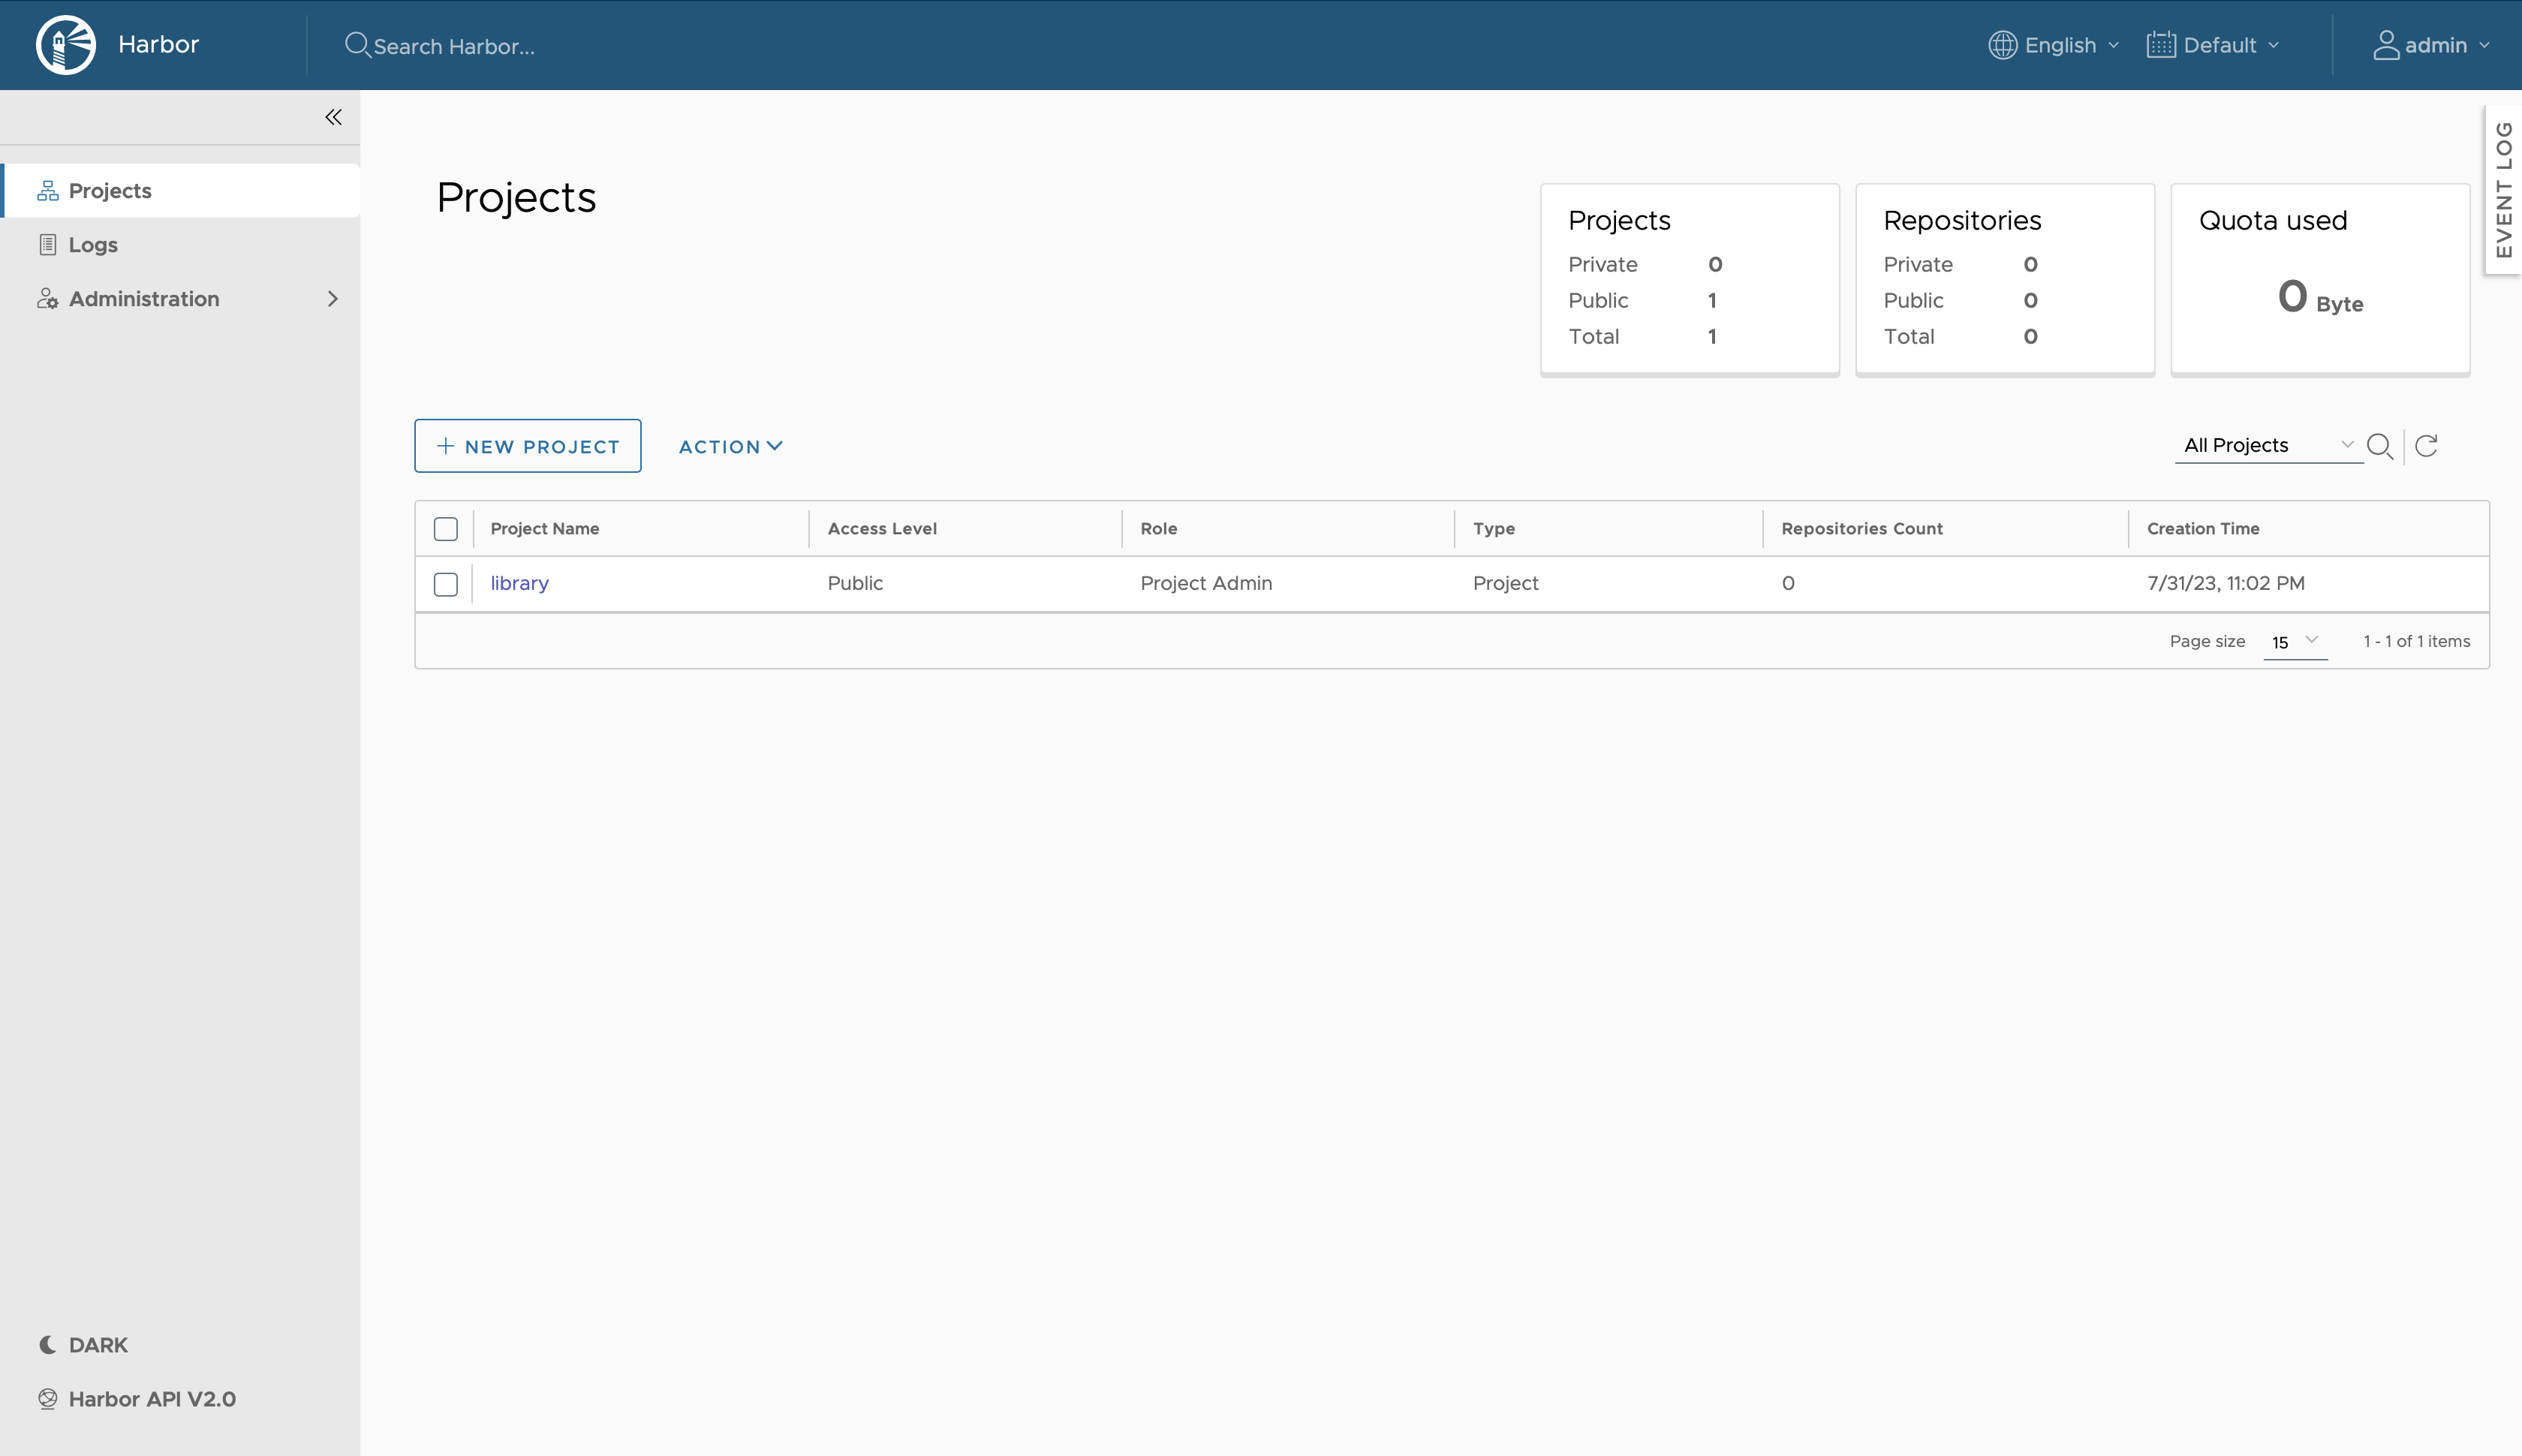 Harbor
Search Harbor...
English
Default
admin
EVENT LOG
Projects
Logs
Administration
Projects
Projects
Private 0
Public 1
Total 1
Repositories
Private 0
Public 0
Total 0
Quota used
0 Byte
NEW PROJECT
ACTION
All Projects
Project Name Access Level Role Type Repositories Count Creation Time
library Public Project Admin Project 0 7/31/23, 11:02 PM
Page size 15 1 - 1 of 1 items
DARK
Harbor API V2.0